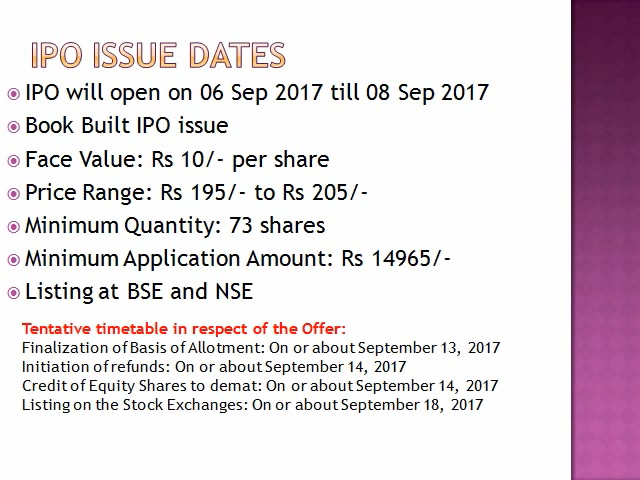 IPO ISSUE DATES
IPO will open on 06 Sep 2017 till 08 Sep 2017
Book Built IPO issue
Face Value: Rs 10/- per share
Price Range: Rs 195/- to Rs 205/-
Minimum Quantity: 73 shares
Minimum Application Amount: Rs 14965/-
Listing at BSE and NSE
Tentative timetable in respect of the Offer:
Finalization of Basis of Allotment: On or about September 13, 2017
Initiation of refunds: On or about September 14, 2017
Credit of Equity Shares to demat: On or about September 14, 2017
Listing on the Stock Exchanges: On or about September 18, 2017